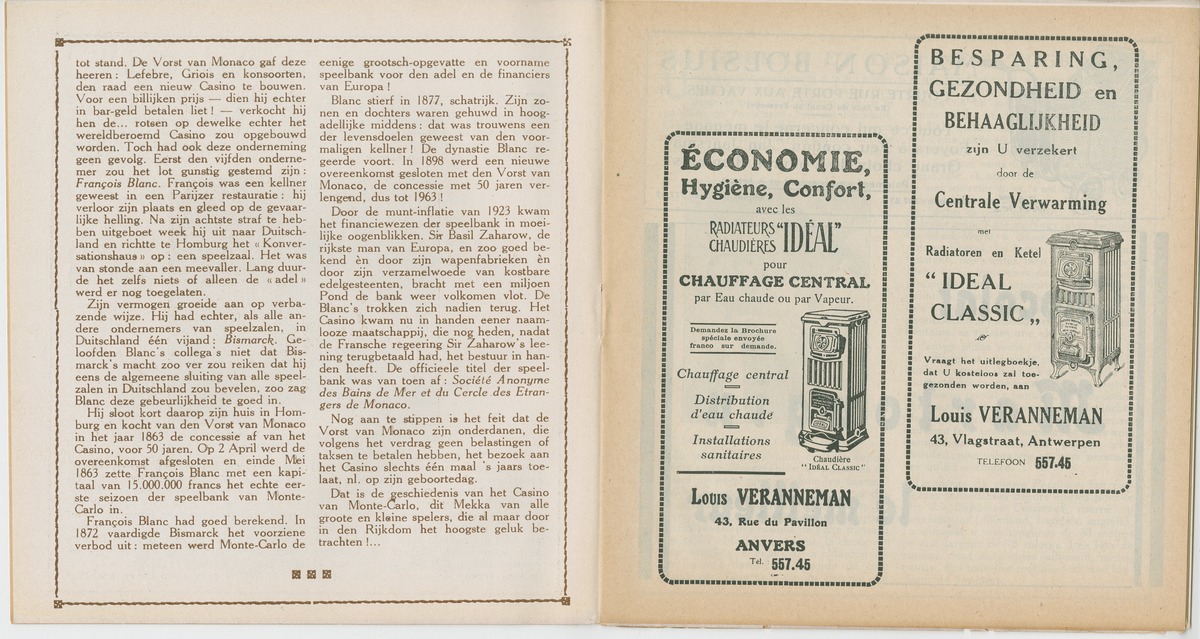 tot stand. De Vorst van Monaco gaf deze
heeren : Lefebre, Griois en konsoorten,
den raad een nieuw Casino te bouwen.
Voor een billijken prijs — dien hij echter
in bar-geld betalen liet ! — verkocht hij
hen de... rotsen op dewelke echter het
wereldberoemd Casino zou opgebouwd
worden. Toch had ook deze onderneming
geen gevolg. Eerst den vijfden onderne-
mer zou het lot gunstig gestemd zijn :
François Blanc. François was een kellner
geweest in een Parijzer restauratie : hij
verloor zijn plaats en gleed op de gevaar-
lijke helling. Na zijn achtste straf te heb-
ben uitgeboet week hij uit naar Duitsch-
land en richtte te Homburg het « Konver-
sationshaus » op : een speelzaal. Het was
van stonde aan een meevaller. Lang duur-
de het zelfs niets of alleen de « adel »
werd er nog toegelaten.
Zijn vermogen groeide aan op verba-
zende wijze. Hij had echter, als alle an-
dere ondernemers van speelzalen, in
Duitschland één vijand : Bismarck. Ge-
loofden Blanc's collega's niet dat Bis-
marck's macht zoo ver zou reiken dat hij
eens de algemeene sluiting van alle speel-
zalen in Duitschland zou bevelen, zoo zag
Blanc deze gebeurlijkheid te goed in.
Hij sloot kort daarop zijn huis in Hom-
burg en kocht van den Vorst van Monaco
in het jaar 1863 de concessie af van het
Casino, voor 50 jaren. Op 2 April werd de
overeenkomst afgesloten en einde Mei
1863 zette François Blanc met een kapi-
taal van 15.000.000 francs het echte eer-
ste seizoen der speelbank van Monte-
Carlo in.
François Blanc had goed berekend. In
1872 vaardigde Bismarck het voorziene
verbod uit : meteen werd Monte-Carlo de
eenige grootsch-opgevatte en voorname
speelbank voor den adel en de financiers
van Europa !
Blanc stierf in 1877, schatrijk. Zijn zo-
nen en dochters waren gehuwd in hoog-
adellijke middens : dat was trouwens een
der levensdoelen geweest van den voor-
maligen kellner ! De dynastie Blanc re-
geerde voort. In 1898 werd een nieuwe
overeenkomst gesloten met den Vorst van
Monaco, de concessie met 50 jaren ver-
lengend, dus tot 1963 !
Door de munt-inflatie van 1923 kwam
het financiewezen der speelbank in moei-
lijke oogenblikken. Sir Basil Zaharow, de
rijkste man van Europa, en zoo goed be-
kend èn door zijn wapenfabrieken èn
door zijn verzamelwoede van kostbare
edelgesteenten, bracht met een miljoen
Pond de bank weer volkomen vlot. De
Blanc's trokken zich nadien terug. Het
Casino kwam nu in handen eener naam-
looze maatschappij, die nog heden, nadat
de Fransche regeering Sir Zaharow's lee-
ning terugbetaald had, het bestuur in han-
den heeft. De officieele titel der speel-
bank was van toen af : Société Anonyme
des Bains de Mer et du Cercle des Etran-
gers de Monaco.
Nog aan te stippen is het feit dat de
Vorst van Monaco zijn onderdanen, die
volgens het verdrag geen belastingen of
taksen te betalen hebben, het bezoek aan
het Casino slechts één maal 's jaars toe-
laat, nl. op zijn geboortedag.
Dat is de geschiedenis van het Casino
van Monte-Carlo, dit Mekka van alle
groote en kleine spelers, die al maar door
in den Rijkdom het hoogste geluk be-
trachten !...
ÉCONOMIE,
Hygiène, Confort,
avec les
RADIATEURS
CHAUDIÈRES "IDÉAL"
pour
CHAUFFAGE CENTRAL
par Eau chaude ou par Vapeur.
Demandez la Brochure
spéciale envoyée
franco sur demande.
Chauffage central
Distribution
d'eau chaude
Installations
sanitaires
Chaudière
"IDÉAL CLASSIC"
Louis VERANNEMAN
43, Rue du Pavillon
ANVERS
Tél. 557.45
BESPARING,
GEZONDHEID en
BEHAAGLIJKHEID
zijn U verzekert
door de
Centrale Verwarming
met
Radiatoren en Ketel
"IDEAL
CLASSIC„
Vraagt het uitlegboekje,
dat U kosteloos zal toe-
gezonden worden, aan
Louis VERANNEMAN
43, Vlagstraat, Antwerpen
TELEFOON 557.45